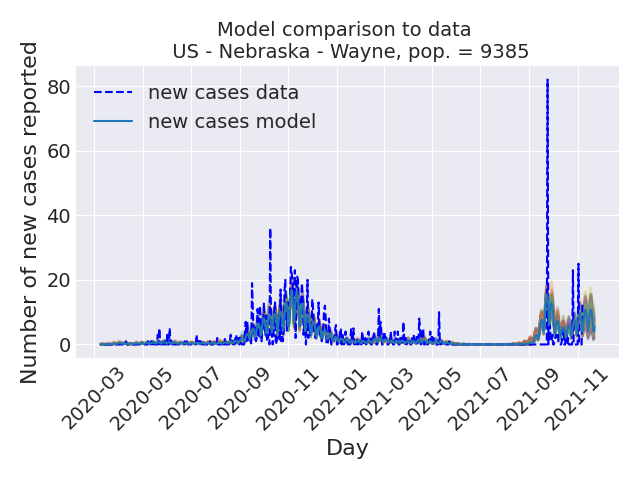 Model comparison to data
US - Nebraska - Wayne, pop. = 9385
Number of new cases reported
80
60
40
20
0
new cases data
new cases model
2020-03
2020-05
2020-07
2020-09
2020-11
2021-01
2021-03
2021-05
2021-07
2021-09
2021-11
Day